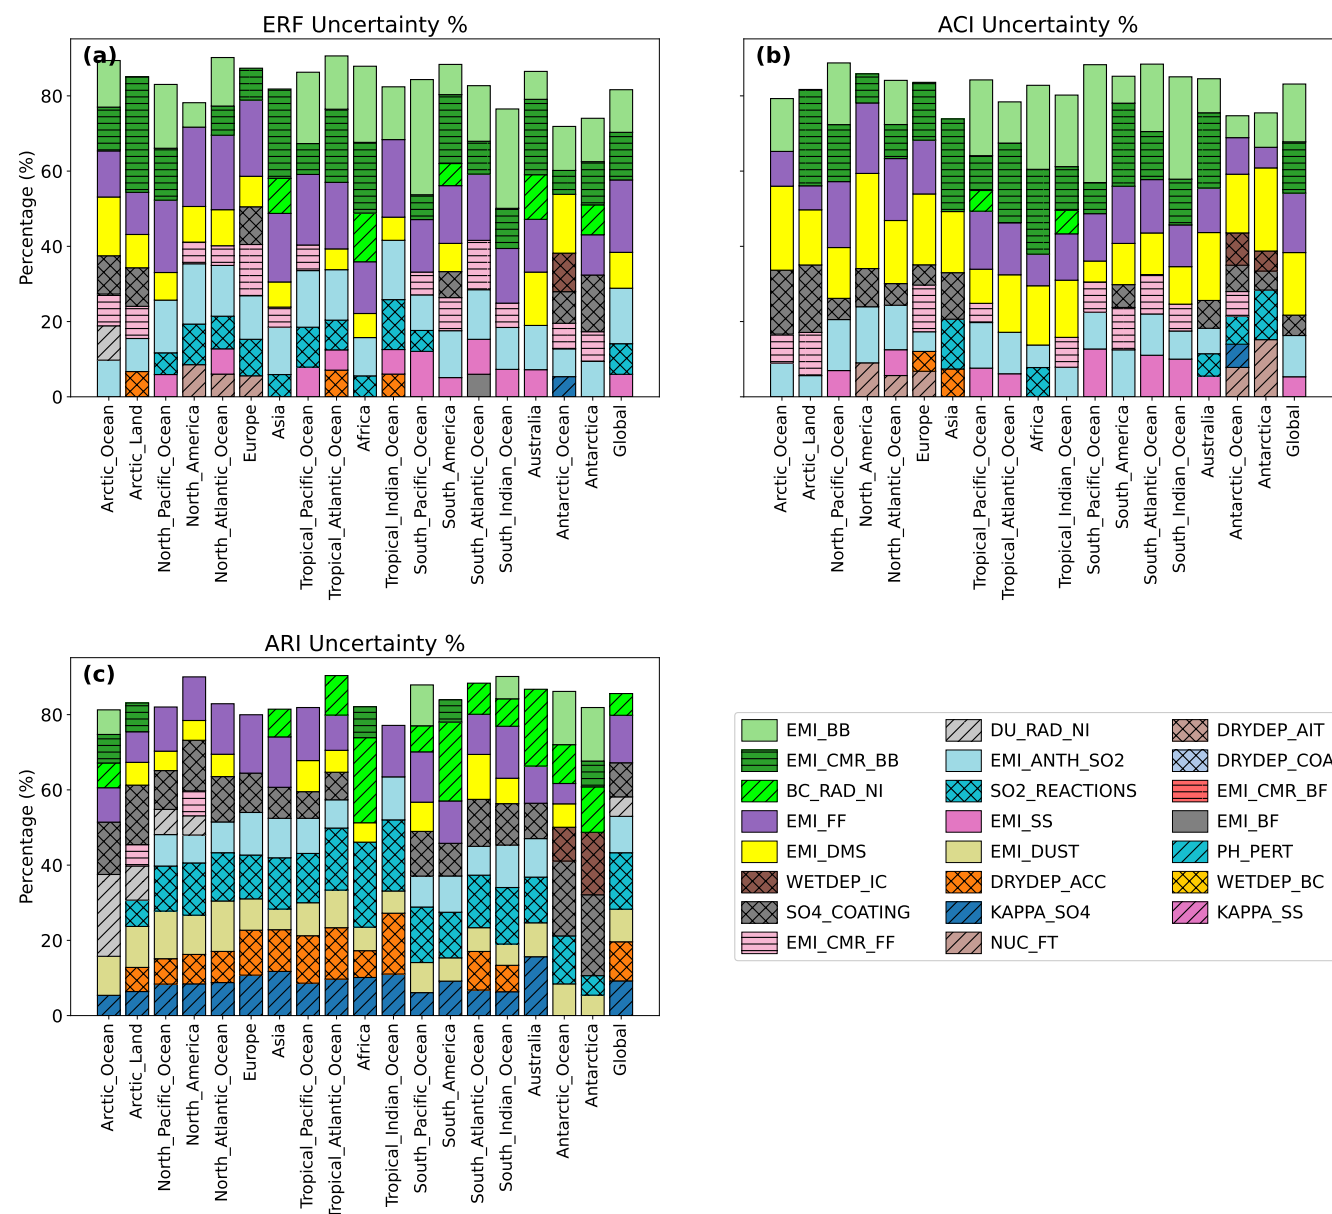 ERF Uncertainty %
(a)
Percentage (%)
80
60
40
20
0
Arctic_Ocean
Arctic_Land
North_Pacific_Ocean
North_America
North_Atlantic_Ocean
Europe
Asia
Tropical_Pacific_Ocean
Tropical_Atlantic_Ocean
Africa
Tropical_Indian_Ocean
South_Pacific_Ocean
South_America
South_Atlantic_Ocean
South_Indian_Ocean
Australia
Antarctic_Ocean
Antarctica
Global
ACI Uncertainty %
(b)
80
60
40
20
0
Arctic_Ocean
Arctic_Land
North_Pacific_Ocean
North_America
North_Atlantic_Ocean
Europe
Asia
Tropical_Pacific_Ocean
Tropical_Atlantic_Ocean
Africa
Tropical_Indian_Ocean
South_Pacific_Ocean
South_America
South_Atlantic_Ocean
South_Indian_Ocean
Australia
Antarctic_Ocean
Antarctica
Global
ARI Uncertainty %
(c)
Percentage (%)
80
60
40
20
0
Arctic_Ocean
Arctic_Land
North_Pacific_Ocean
North_America
North_Atlantic_Ocean
Europe
Asia
Tropical_Pacific_Ocean
Tropical_Atlantic_Ocean
Africa
Tropical_Indian_Ocean
South_Pacific_Ocean
South_America
South_Atlantic_Ocean
South_Indian_Ocean
Australia
Antarctic_Ocean
Antarctica
Global
EMI_BB
EMI_CMR_BB
BC_RAD_NI
EMI_FF
EMI_DMS
WETDEP_IC
SO4_COATING
EMI_CMR_FF
DU_RAD_NI
EMI_ANTH_SO2
SO2_REACTIONS
EMI_SS
EMI_DUST
DRYDEP_ACC
KAPPA_SO4
NUC_FT
DRYDEP_AIT
DRYDEP_COA
EMI_CMR_BF
EMI_BF
PH_PERT
WETDEP_BC
KAPPA_SS